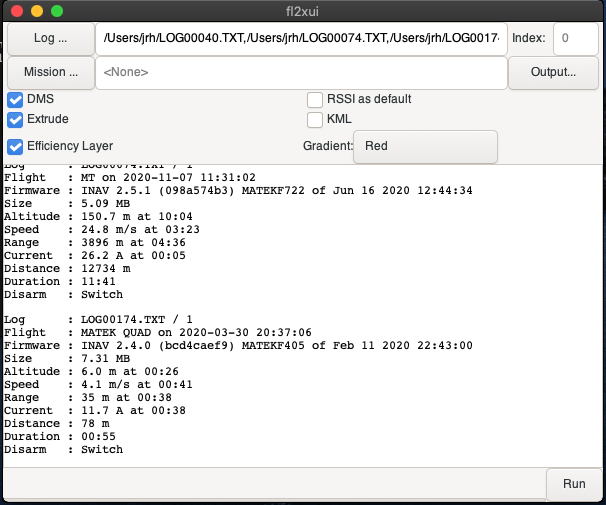 fl2xui
Log ... /Users/jrh/LOG00040.TXT,/Users/jrh/LOG00074.TXT,/Users/jrh/LOG0017 Index: 0
Mission ... <None> Output...
DMS RSSI as default
Extrude KML
Efficiency Layer Gradient: Red
Log : LOG00074.TXT / 1
Flight : MT on 2020-11-07 11:31:02
Firmware : INAV 2.5.1 (098a574b3) MATEKF722 of Jun 16 2020 12:44:34
Size : 5.09 MB
Altitude : 150.7 m at 10:04
Speed : 24.8 m/s at 03:23
Range : 3896 m at 04:36
Current : 26.2 A at 00:05
Distance : 12734 m
Duration : 11:41
Disarm : Switch
Log : LOG00174.TXT / 1
Flight : MATEK QUAD on 2020-03-30 20:37:06
Firmware : INAV 2.4.0 (bcd4caef9) MATEKF405 of Feb 11 2020 22:43:00
Size : 7.31 MB
Altitude : 6.0 m at 00:26
Speed : 4.1 m/s at 00:41
Range : 35 m at 00:38
Current : 11.7 A at 00:38
Distance : 78 m
Duration : 00:55
Disarm : Switch
Run